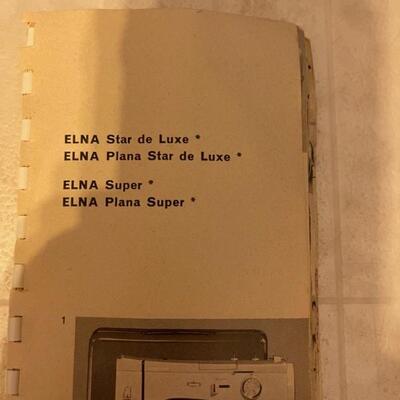 ELNA Star de Luxe *
ELNA Plana Star de Luxe *
ELNA Super *
ELNA Plana Super *
1